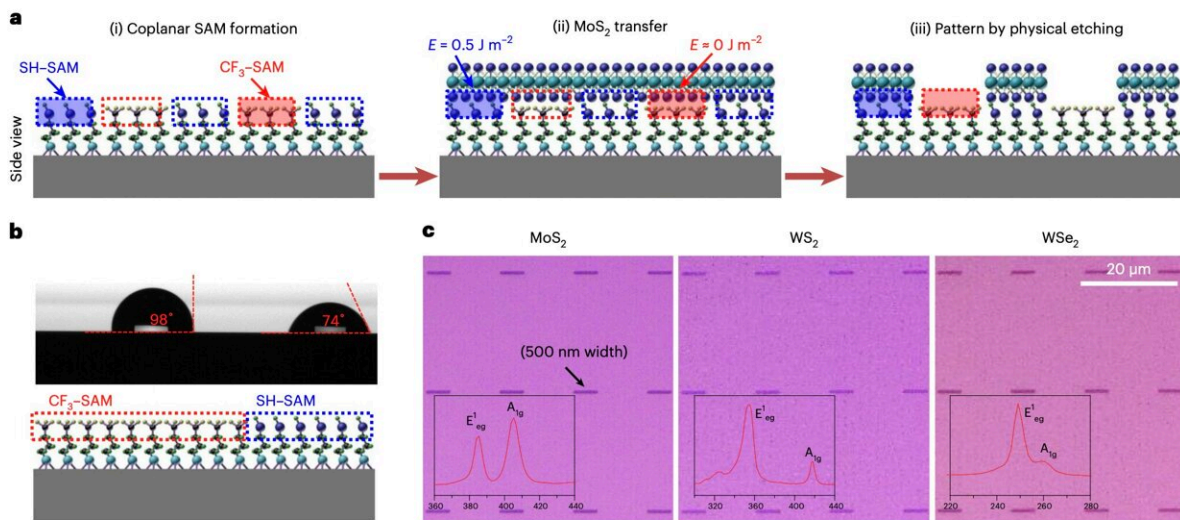 a
(i) Coplanar SAM formation
(ii) MoS₂ transfer
(iii) Pattern by physical etching
SH–SAM
CF₃–SAM
E = 0.5 J m⁻²
E ≈ 0 J m⁻²
Side view
b
98°
74°
CF₃–SAM
SH–SAM
c
MoS₂
WS₂
WSe₂
20 µm
(500 nm width)
E¹eg
A₁g
360 380 400 420 440
E¹eg
A₁g
300 360 400 440
E¹eg
A₁g
220 240 260 280